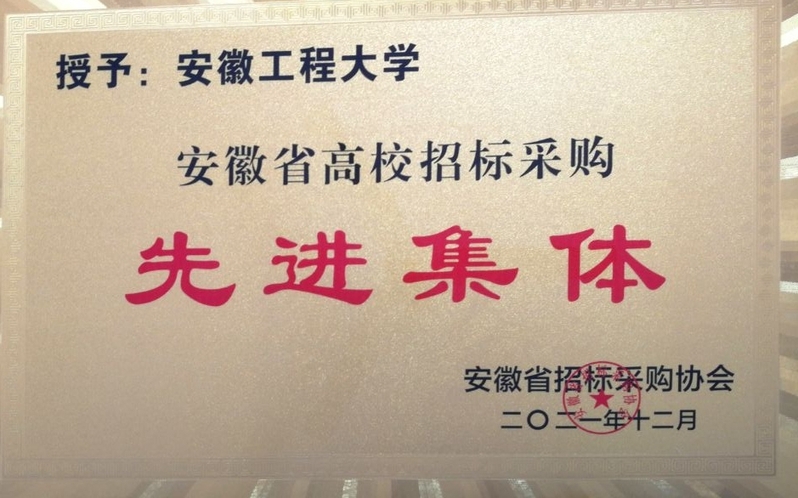 授予：安徽工程大学
安徽省高校招标采购
先进集体
安徽省招标采购协会
二〇二一年十二月